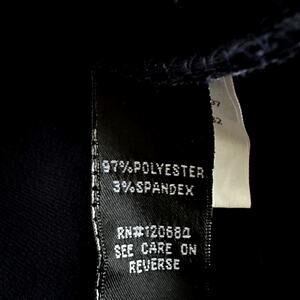 97%POLYESTER
3%SPANDEX
RN#120684
SEE CARE ON
REVERSE